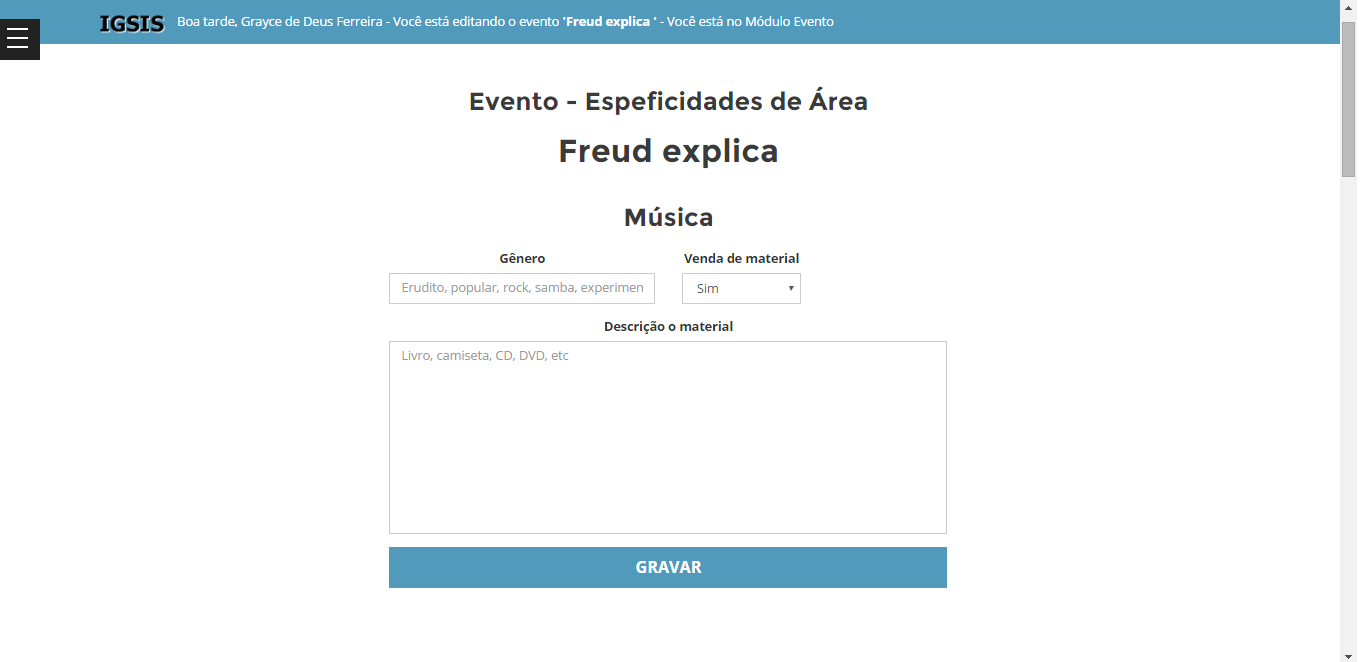 IGSIS Boa tarde, Grayce de Deus Ferreira - Você está editando o evento 'Freud explica ' - Você está no Módulo Evento
Evento - Espeficidades de Área
Freud explica
Música
Gênero Venda de material
Erudito, popular, rock, samba, experimen Sim
Descrição o material
Livro, camiseta, CD, DVD, etc
GRAVAR